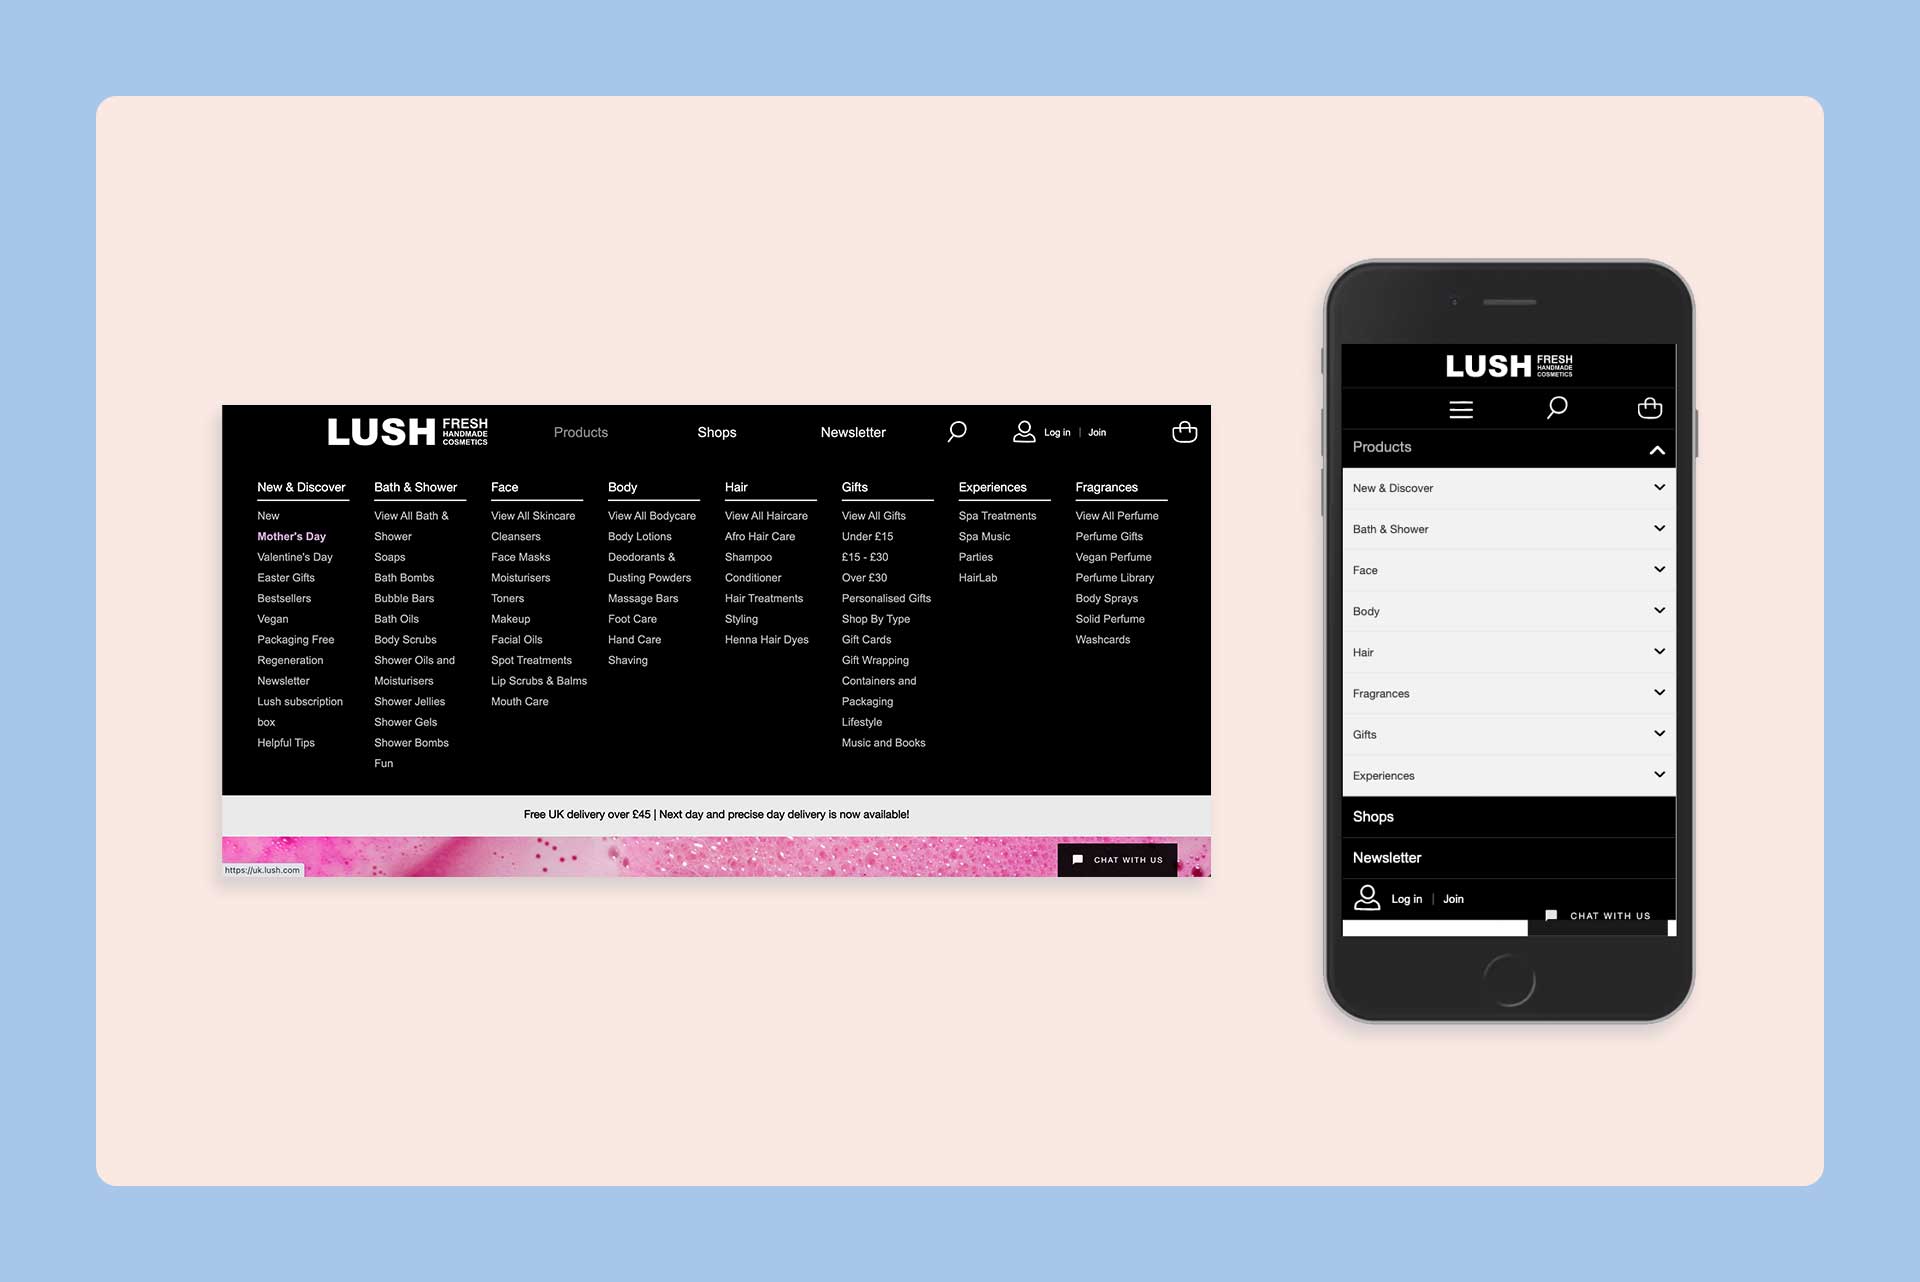 LUSH FRESH HANDMADE COSMETICS
Products
Shops
Newsletter
Log in | Join
New & Discover
New
Mother's Day
Valentine's Day
Easter Gifts
Bestsellers
Vegan
Packaging Free
Regeneration
Newsletter
Lush subscription
box
Helpful Tips
Bath & Shower
View All Bath &
Shower
Soaps
Bath Bombs
Bubble Bars
Bath Oils
Body Scrubs
Shower Oils and
Moisturisers
Shower Jellies
Shower Gels
Shower Bombs
Fun
Face
View All Skincare
Cleansers
Face Masks
Moisturisers
Toners
Makeup
Facial Oils
Spot Treatments
Lip Scrubs & Balms
Mouth Care
Body
View All Bodycare
Body Lotions
Deodorants &
Dusting Powders
Massage Bars
Foot Care
Hand Care
Shaving
Hair
View All Haircare
Afro Hair Care
Shampoo
Conditioner
Hair Treatments
Styling
Henna Hair Dyes
Gifts
View All Gifts
Under £15
£15 - £30
Over £30
Personalised Gifts
Shop By Type
Gift Cards
Gift Wrapping
Containers and
Packaging
Lifestyle
Music and Books
Experiences
Spa Treatments
Spa Music
Parties
HairLab
Fragrances
View All Perfume
Perfume Gifts
Vegan Perfume
Perfume Library
Body Sprays
Solid Perfume
Washcards
Free UK delivery over £45 | Next day and precise day delivery is now available!
https://uk.lush.com
CHAT WITH US
LUSH FRESH HANDMADE COSMETICS
Products
New & Discover
Bath & Shower
Face
Body
Hair
Fragrances
Gifts
Experiences
Shops
Newsletter
Log in | Join
CHAT WITH US